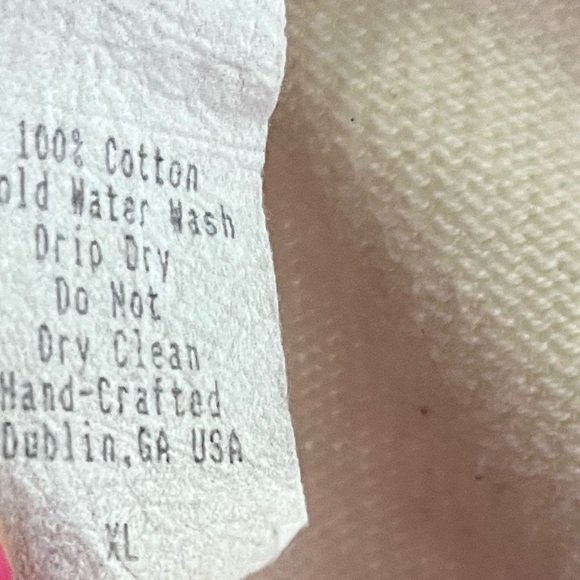 100% Cotton
old Water Wash
Drip Dry
Do Not
Dry Clean
Hand-Crafted
Dublin,GA USA
XL